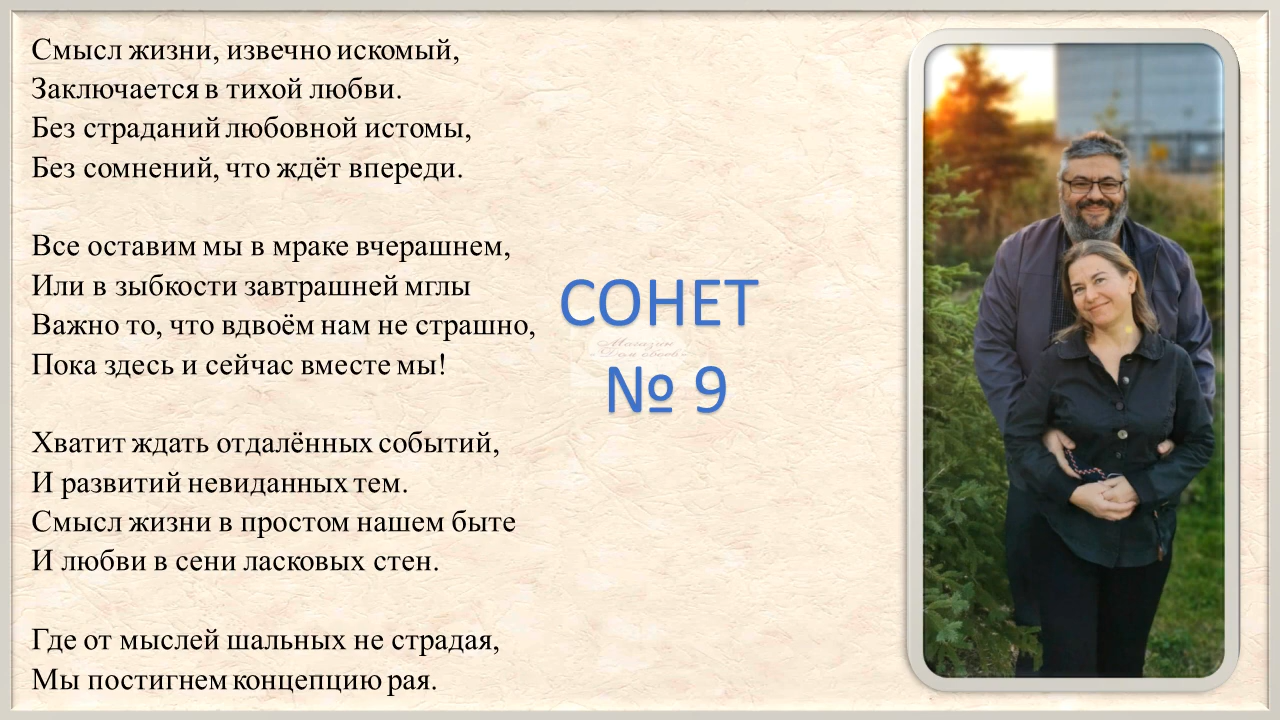 Смысл жизни, извечно искомый,
Заключается в тихой любви.
Без страданий любовной истомы,
Без сомнений, что ждёт впереди.
Все оставим мы в мраке вчерашнем,
Или в зыбкости завтрашней мглы
Важно то, что вдвоём нам не страшно,
Пока здесь и сейчас вместе мы!
Хватит ждать отдалённых событий,
И развитий невиданных тем.
Смысл жизни в простом нашем быте
И любви в сени ласковых стен.
Где от мыслей шальных не страдая,
Мы постигнем концепцию рая.
СОНЕТ
№ 9
Магазин
"Дом обоев"